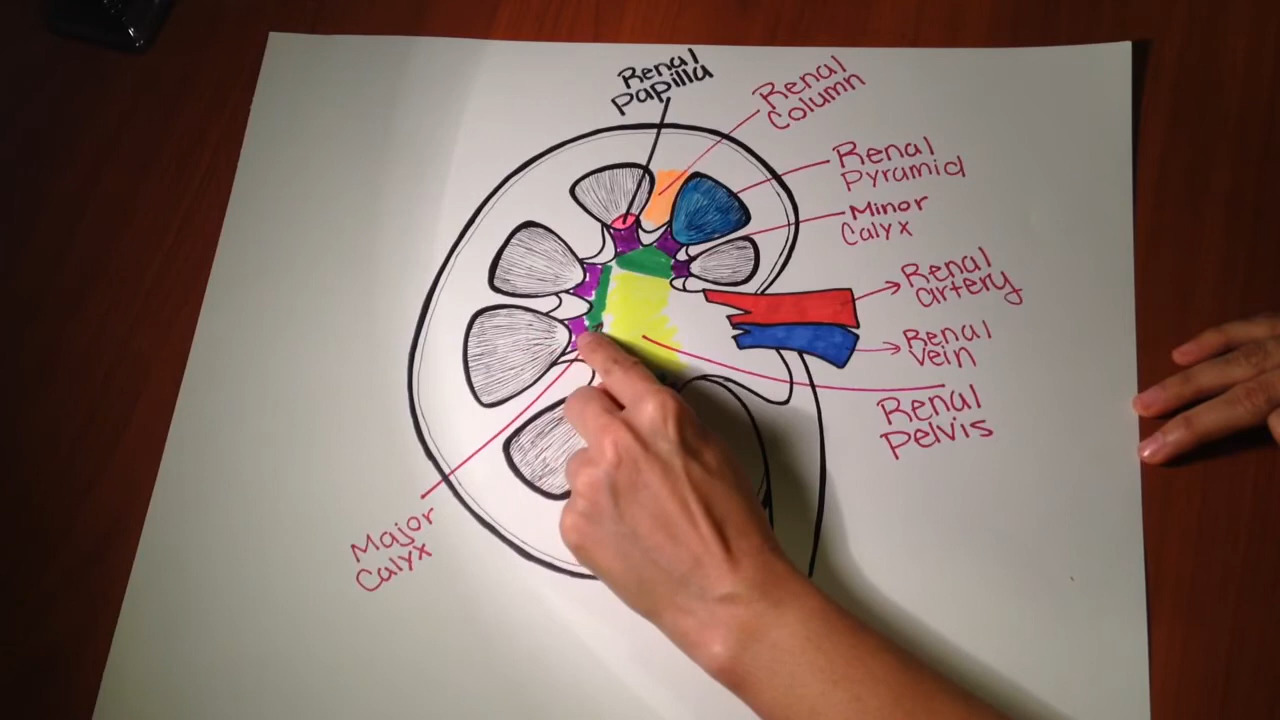 Renal
Papilla
Renal
Column
Renal
Pyramid
Minor
Calyx
Renal
artery
Renal
vein
Renal
Pelvis
Major
Calyx